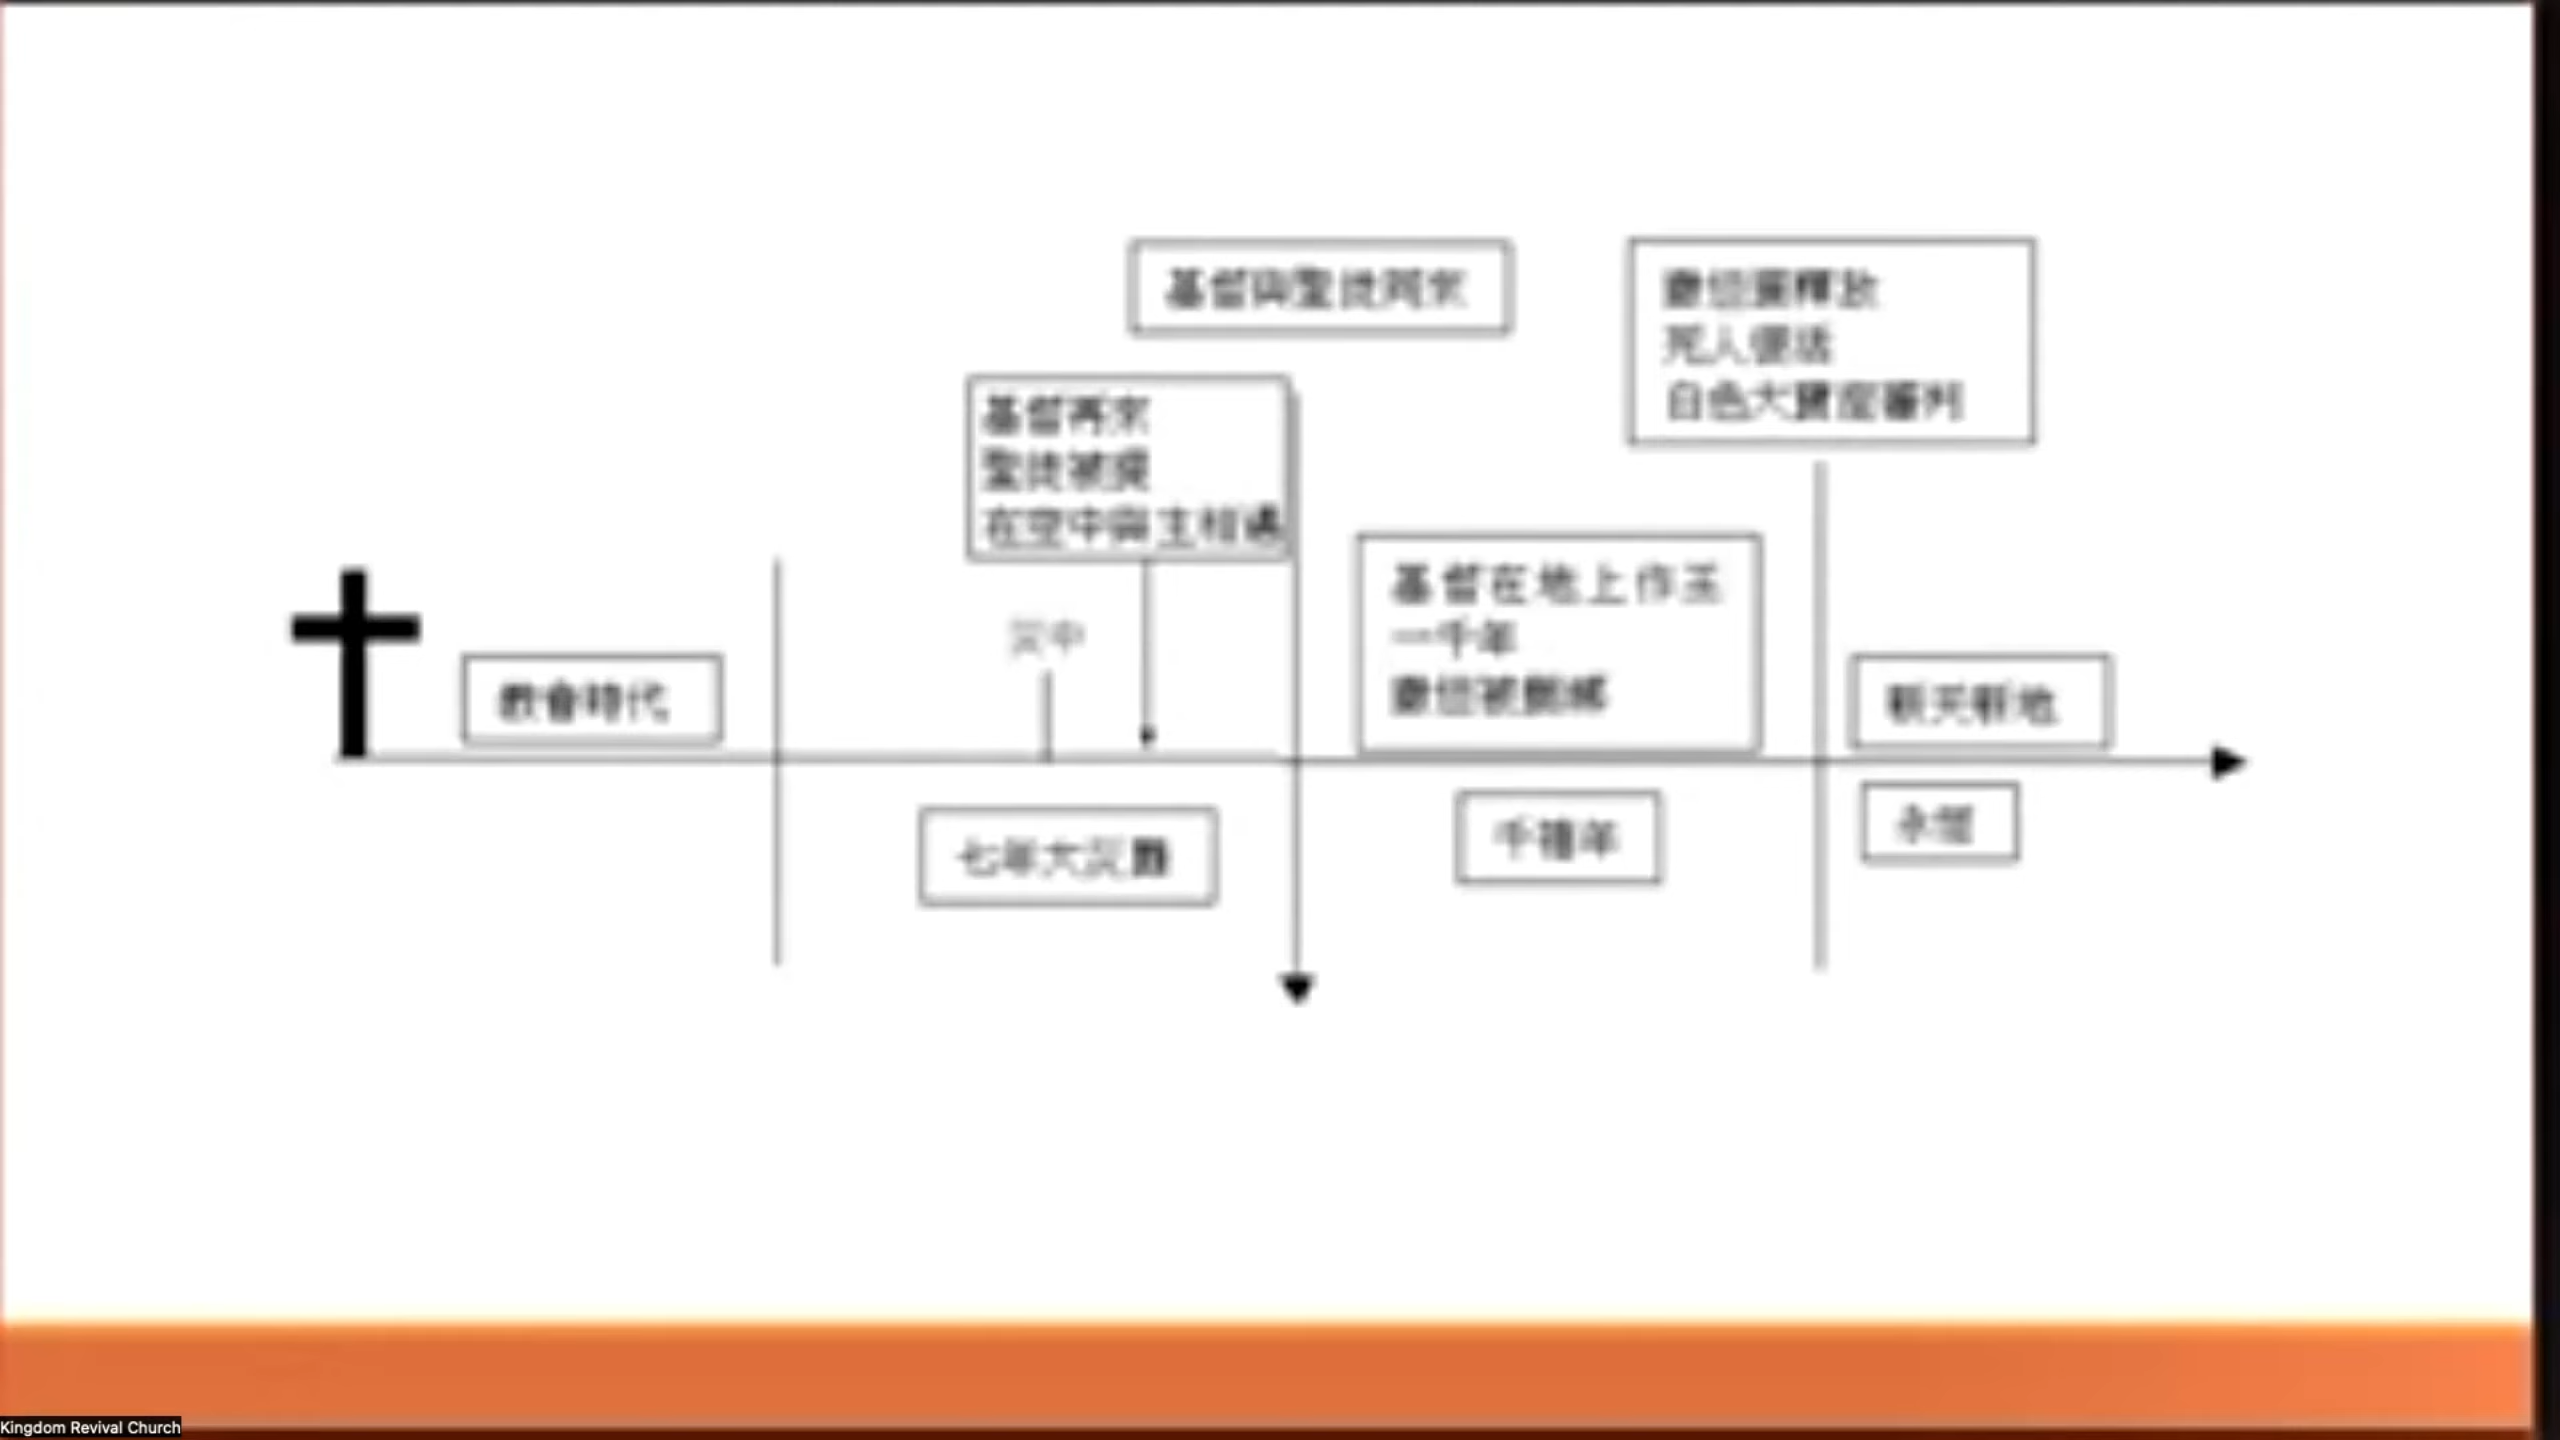 基督與聖徒同來
撒但要釋放
死人復活
白色大寶座審判
基督再來
聖徒被提
在空中與主相遇
災中
基督在地上作王
一千年
撒但被捆綁
教會時代
新天新地
七年大災難
千禧年
永恆
Kingdom Revival Church